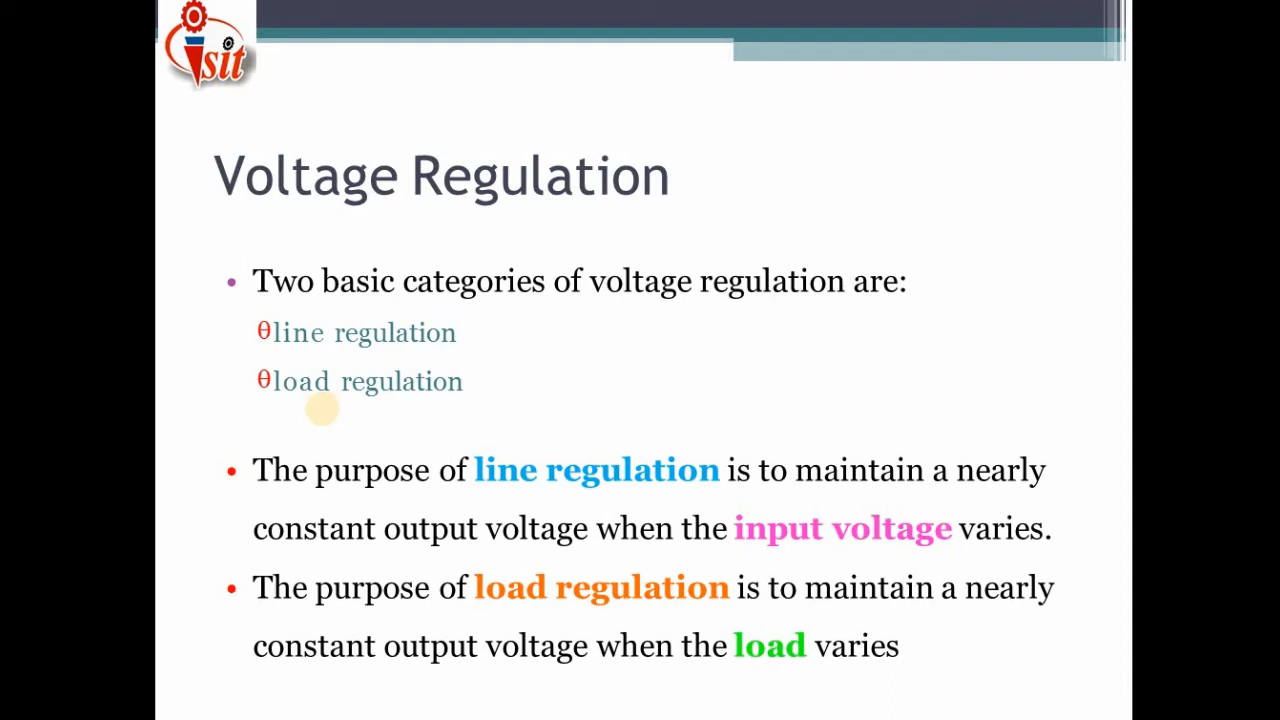 sit
Voltage Regulation
• Two basic categories of voltage regulation are:
θline regulation
θload regulation
• The purpose of line regulation is to maintain a nearly
constant output voltage when the input voltage varies.
• The purpose of load regulation is to maintain a nearly
constant output voltage when the load varies